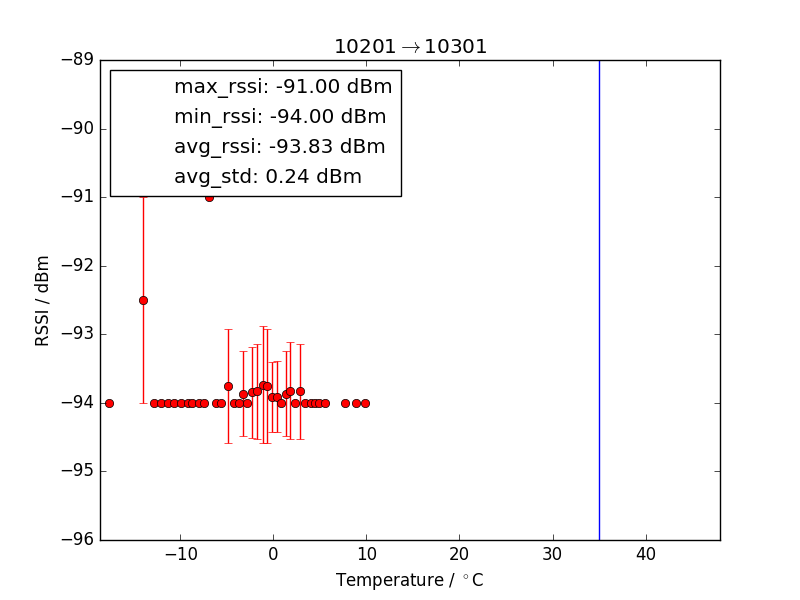 10201→10301
max_rssi: -91.00 dBm
min_rssi: -94.00 dBm
avg_rssi: -93.83 dBm
avg_std: 0.24 dBm
RSSI / dBm
−89
−90
−91
−92
−93
−94
−95
−96
−10 0 10 20 30 40
Temperature / °C